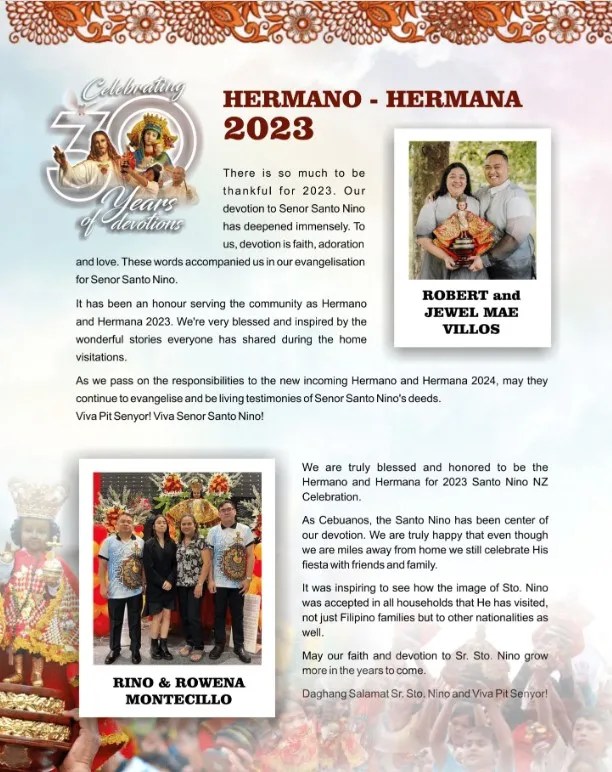 Celebrating
30
Years
of devotions
HERMANO - HERMANA
2023
There is so much to be
thankful for 2023. Our
devotion to Senor Santo Nino
has deepened immensely. To
us, devotion is faith, adoration
and love. These words accompanied us in our evangelisation
for Senor Santo Nino.
It has been an honour serving the community as Hermano
and Hermana 2023. We're very blessed and inspired by the
wonderful stories everyone has shared during the home
visitations.
ROBERT and
JEWEL MAE
VILLOS
As we pass on the responsibilities to the new incoming Hermano and Hermana 2024, may they
continue to evangelise and be living testimonies of Senor Santo Nino's deeds.
Viva Pit Senyor! Viva Senor Santo Nino!
We are truly blessed and honored to be the
Hermano and Hermana for 2023 Santo Nino NZ
Celebration.
As Cebuanos, the Santo Nino has been center of
our devotion. We are truly happy that even though
we are miles away from home we still celebrate His
fiesta with friends and family.
It was inspiring to see how the image of Sto. Nino
was accepted in all households that He has visited,
not just Filipino families but to other nationalities as
well.
May our faith and devotion to Sr. Sto. Nino grow
more in the years to come.
Daghang Salamat Sr. Sto. Nino and Viva Pit Senyor!
RINO & ROWENA
MONTECILLO